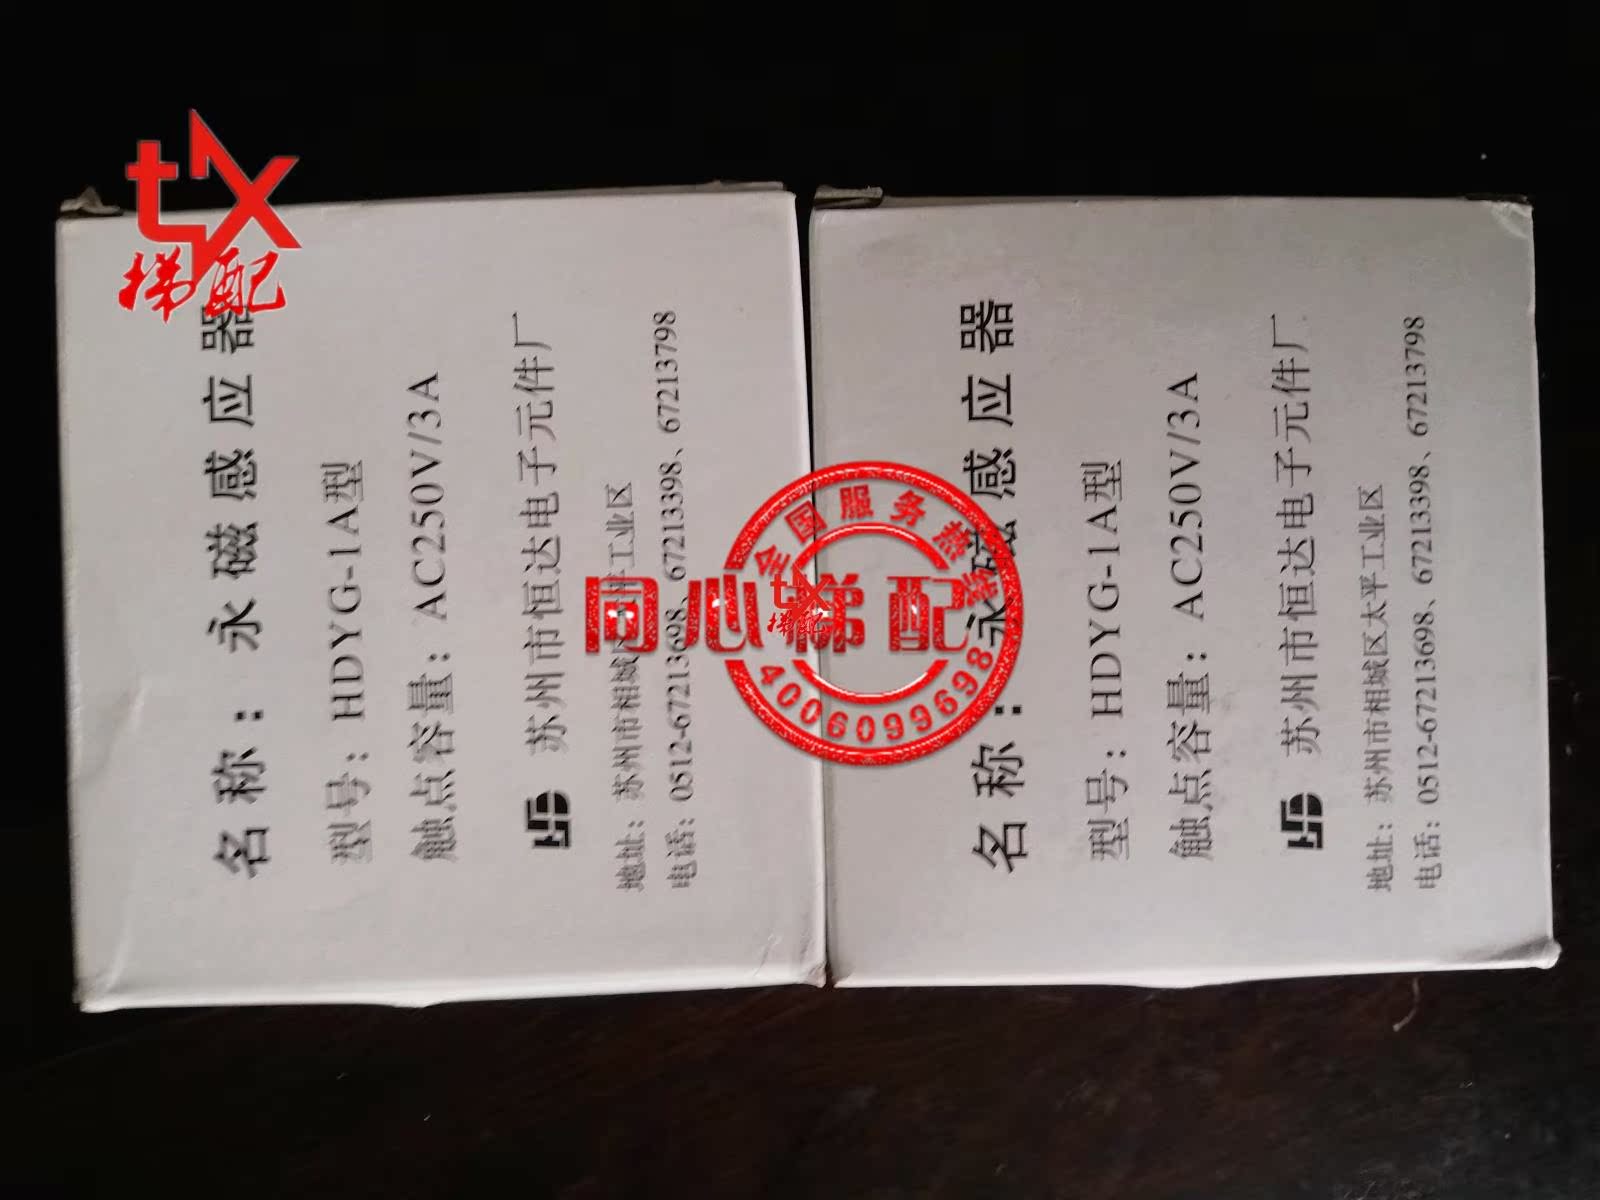 tX
梯配
名称：永磁感应器
型号：HDYG-1A型
触点容量：AC250V/3A
苏州市恒达电子元件厂
地址：苏州市相城区太平工业区
电话：0512-67213698、67213398、67213798
名称：永磁感应器
型号：HDYG-1A型
触点容量：AC250V/3A
苏州市恒达电子元件厂
地址：苏州市相城区太平工业区
电话：0512-67213698、67213398、67213798
全国服务热线
同心梯配
tX
梯配
4006099698